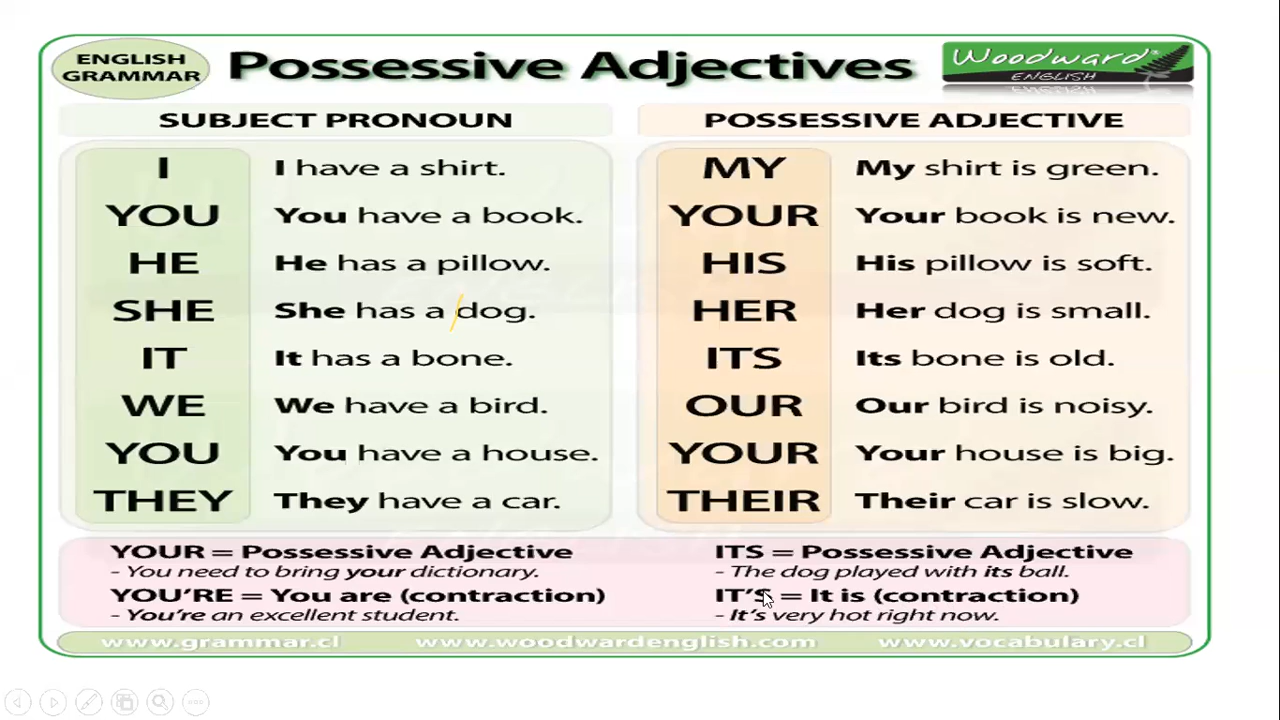 ENGLISH
GRAMMAR
Possessive Adjectives
Woodward®
ENGLISH
SUBJECT PRONOUN
POSSESSIVE ADJECTIVE
I I have a shirt.
MY My shirt is green.
YOU You have a book.
YOUR Your book is new.
HE He has a pillow.
HIS His pillow is soft.
SHE She has a dog.
HER Her dog is small.
IT It has a bone.
ITS Its bone is old.
WE We have a bird.
OUR Our bird is noisy.
YOU You have a house.
YOUR Your house is big.
THEY They have a car.
THEIR Their car is slow.
YOUR = Possessive Adjective
- You need to bring your dictionary.
YOU'RE = You are (contraction)
- You're an excellent student.
ITS = Possessive Adjective
- The dog played with its ball.
IT'S = It is (contraction)
- It's very hot right now.
www.grammar.cl www.woodwardenglish.com www.vocabulary.cl